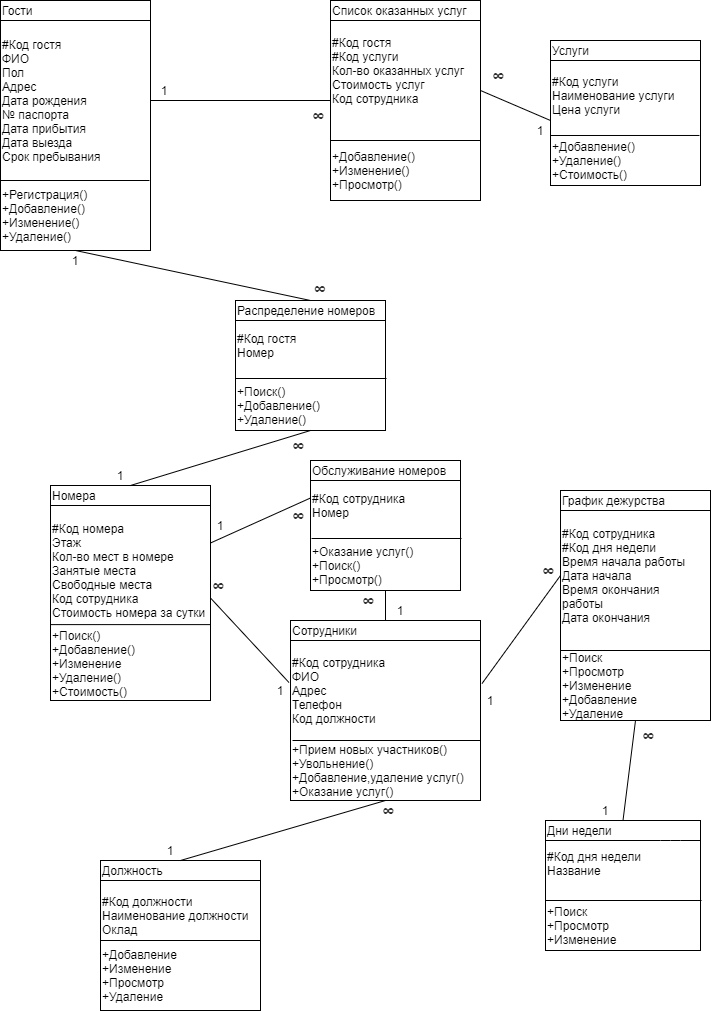 Гости
#Код гостя
ФИО
Пол
Адрес
Дата рождения
№ паспорта
Дата прибытия
Дата выезда
Срок пребывания
+Регистрация()
+Добавление()
+Изменение()
+Удаление()
1
∞
Список оказанных услуг
#Код гостя
#Код услуги
Кол-во оказанных услуг
Стоимость услуг
Код сотрудника
+Добавление()
+Изменение()
+Просмотр()
∞
1
Услуги
#Код услуги
Наименование услуги
Цена услуги
+Добавление()
+Удаление()
+Стоимость()
1
∞
Распределение номеров
#Код гостя
Номер
+Поиск()
+Добавление()
+Удаление()
∞
1
Номера
#Код номера
Этаж
Кол-во мест в номере
Занятые места
Свободные места
Код сотрудника
Стоимость номера за сутки
+Поиск()
+Добавление()
+Изменение
+Удаление()
+Стоимость()
1
∞
Обслуживание номеров
#Код сотрудника
Номер
+Оказание услуг()
+Поиск()
+Просмотр()
∞
1
∞
1
Сотрудники
#Код сотрудника
ФИО
Адрес
Телефон
Код должности
+Прием новых участников()
+Увольнение()
+Добавление,удаление услуг()
+Оказание услуг()
1
∞
График дежурства
#Код сотрудника
#Код дня недели
Время начала работы
Дата начала
Время окончания
работы
Дата окончания
+Поиск
+Просмотр
+Изменение
+Добавление
+Удаление
∞
1
Дни недели
#Код дня недели
Название
+Поиск
+Просмотр
+Изменение
∞
1
Должность
#Код должности
Наименование должности
Оклад
+Добавление
+Изменение
+Просмотр
+Удаление